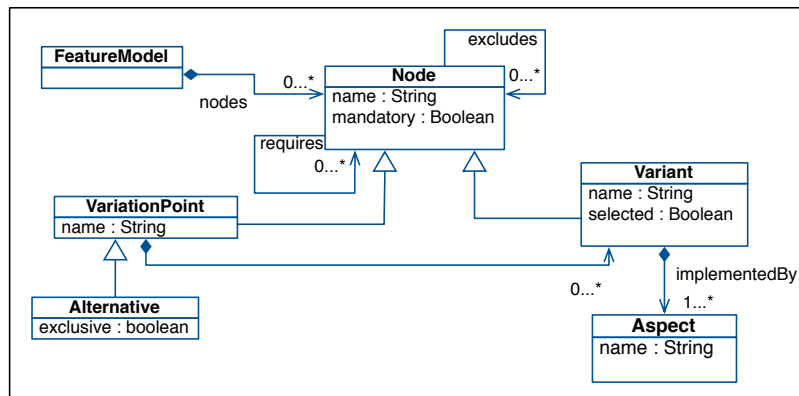 excludes
FeatureModel
Node
0...*
0...*
nodes
name : String
mandatory : Boolean
requires
0...*
Variant
name : String
selected : Boolean
VariationPoint
name : String
implementedBy
0...*
1...*
Alternative
exclusive : boolean
Aspect
name : String